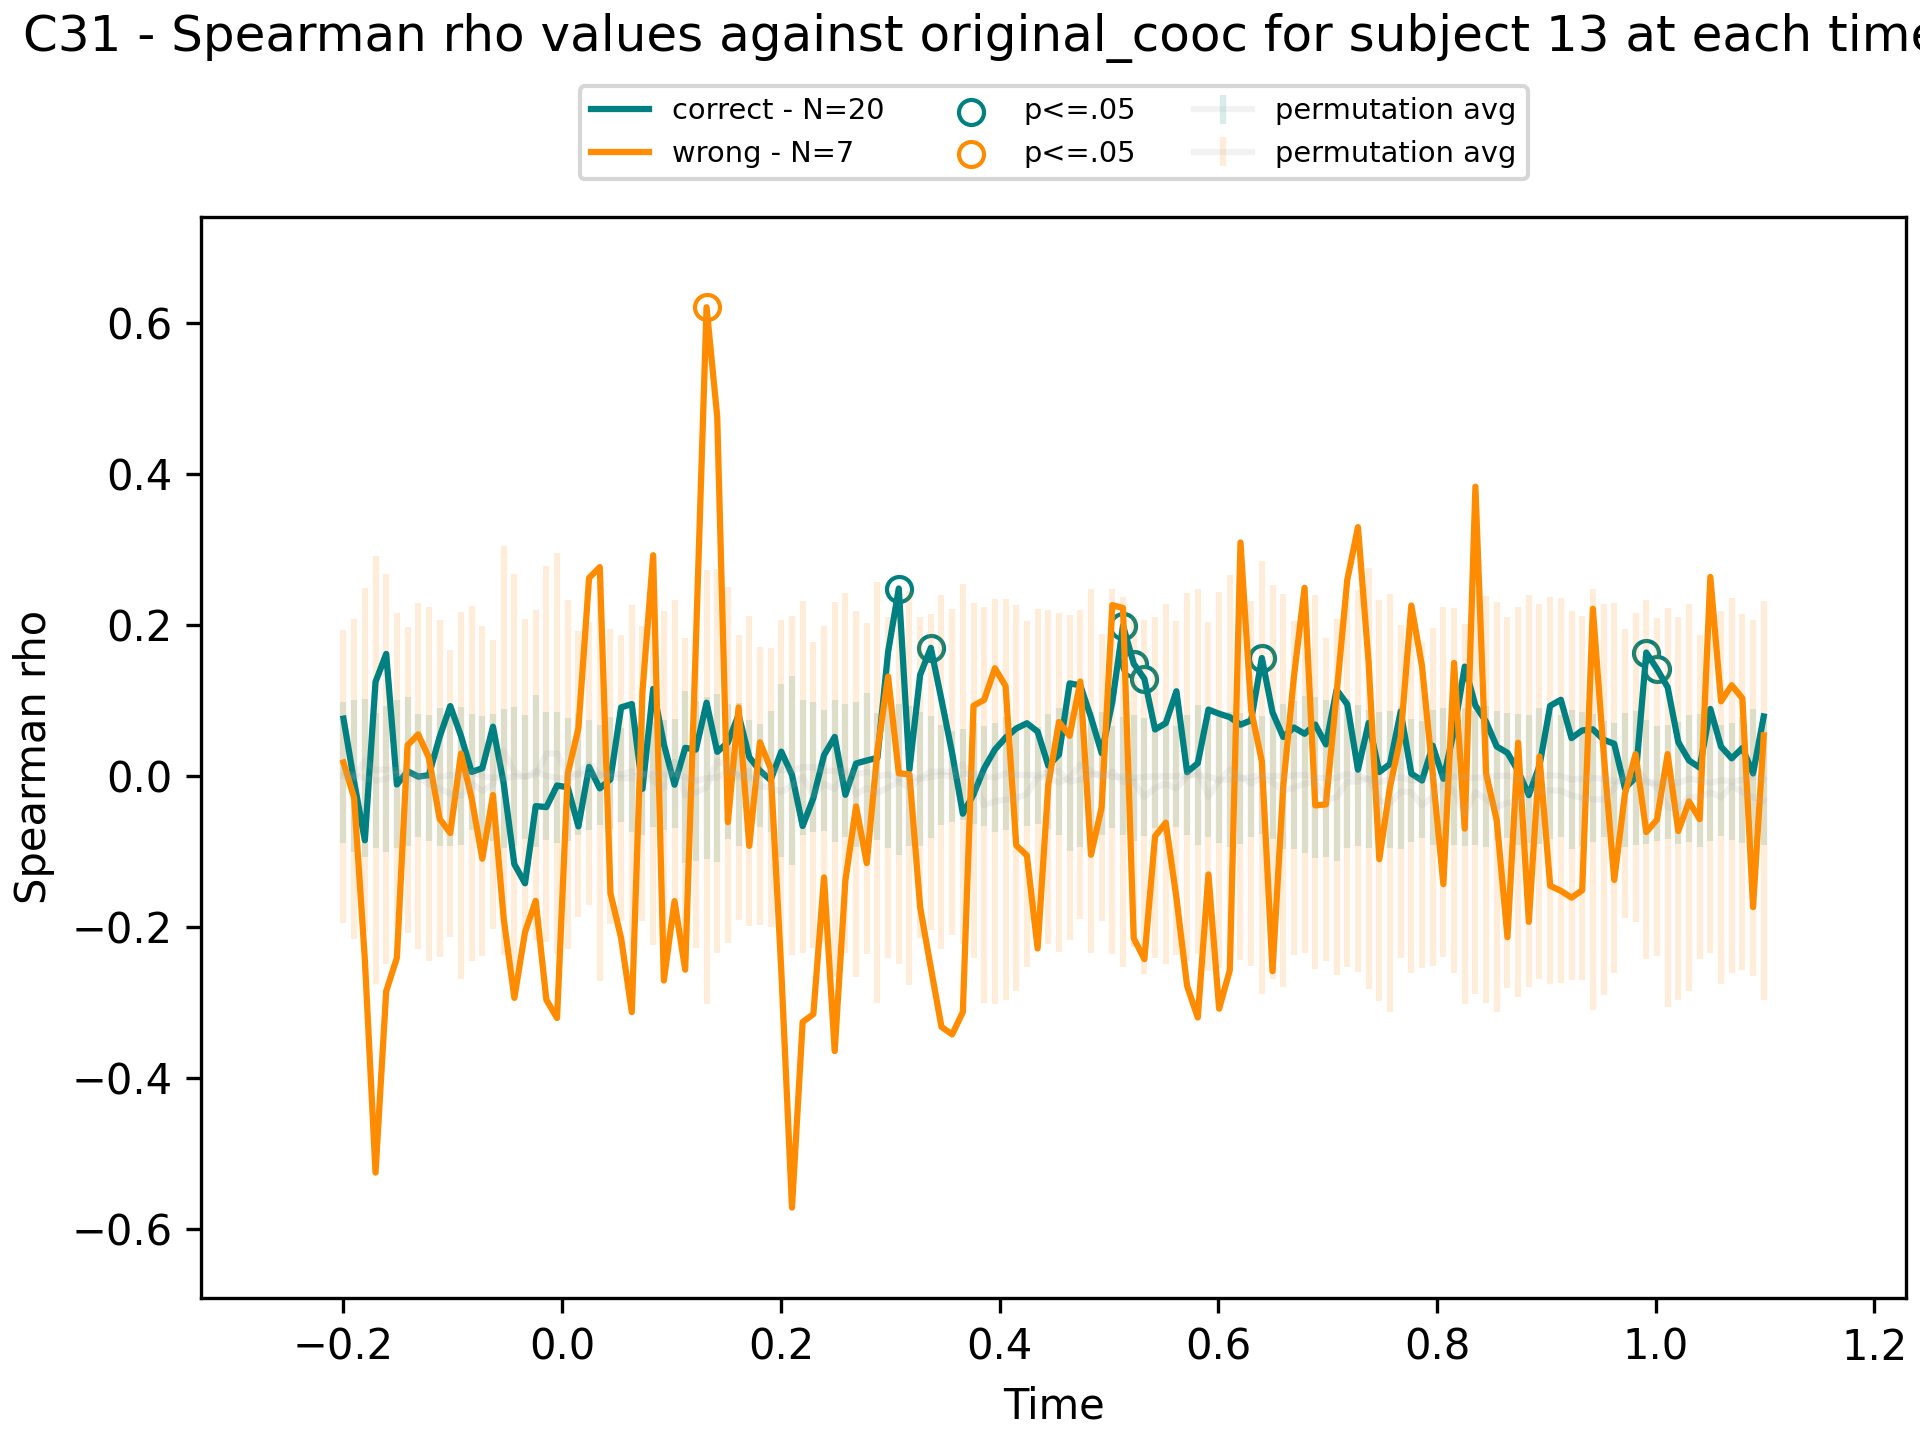 C31 - Spearman rho values against original_cooc for subject 13 at each time
correct - N=20
wrong - N=7
p<=.05
p<=.05
permutation avg
permutation avg
Spearman rho
0.6
0.4
0.2
0.0
−0.2
−0.4
−0.6
−0.2 0.0 0.2 0.4 0.6 0.8 1.0 1.2
Time